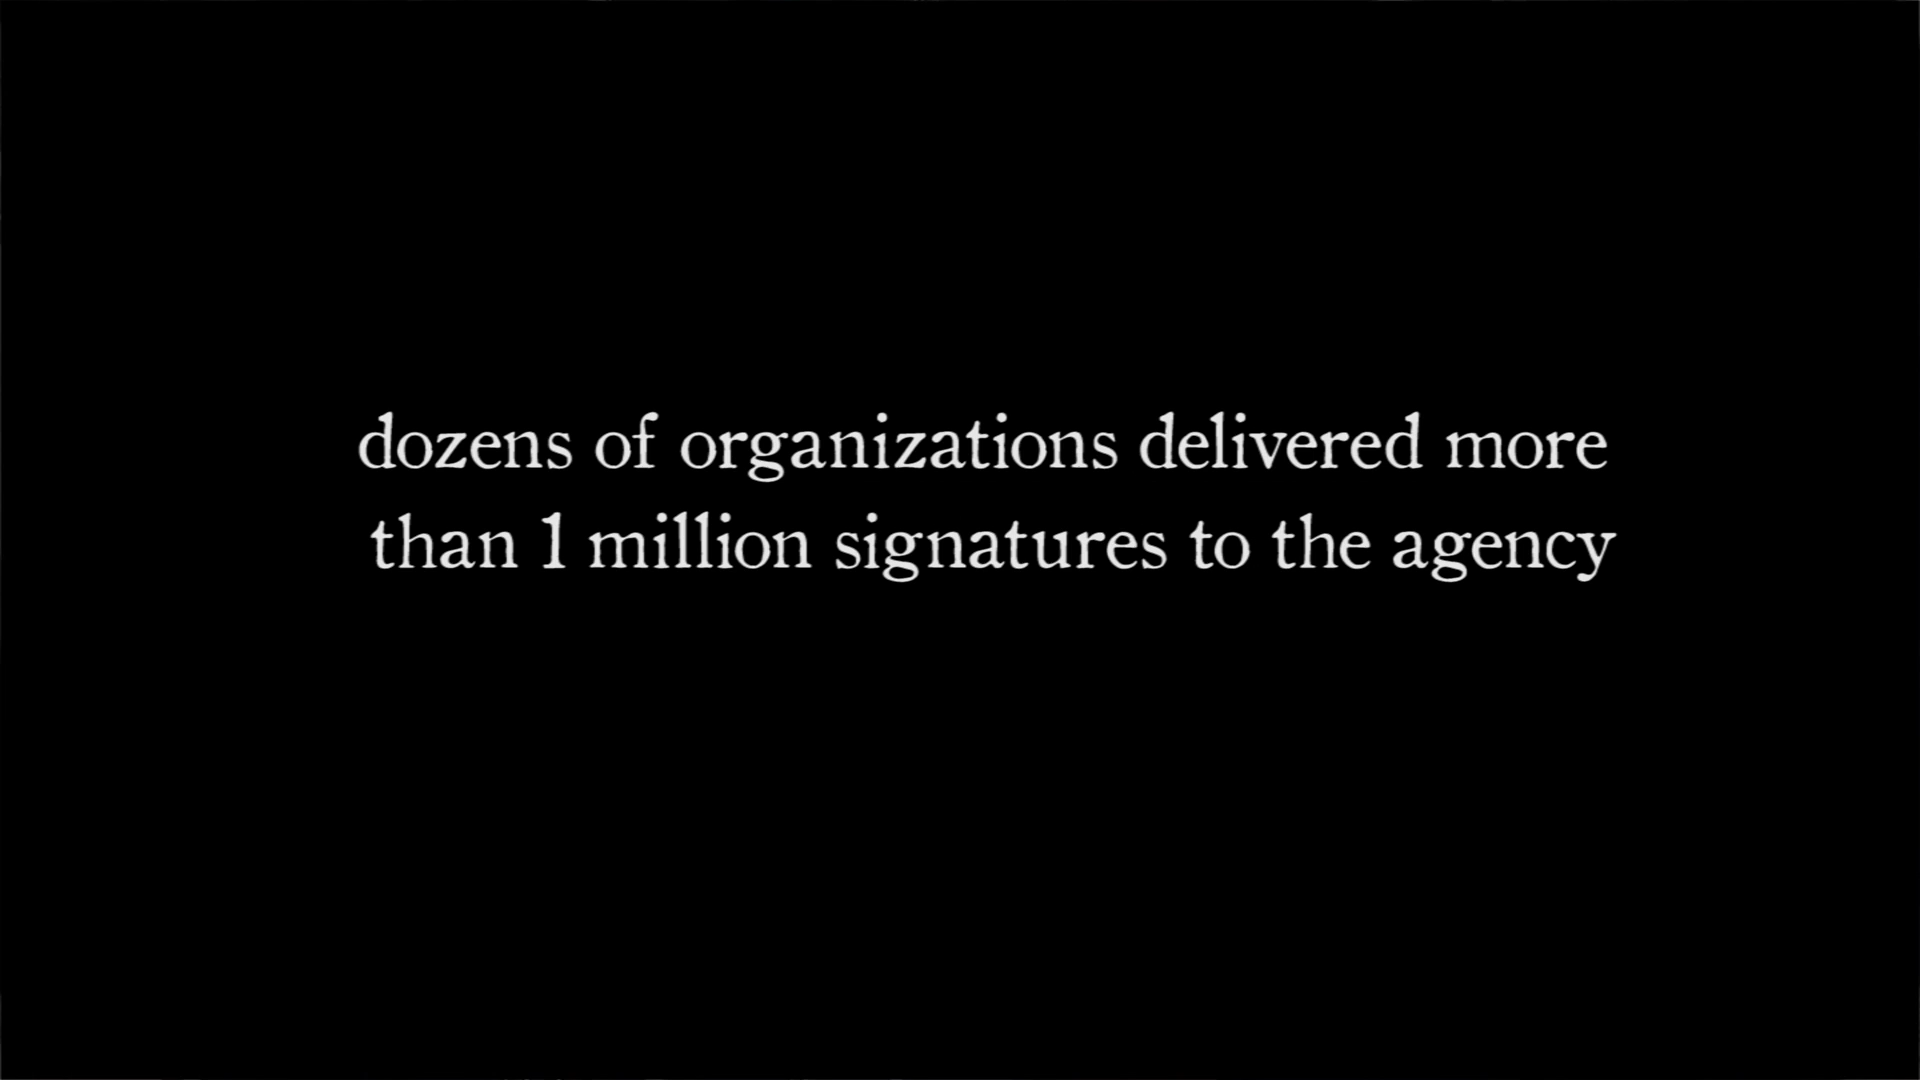 dozens of organizations delivered more
than 1 million signatures to the agency